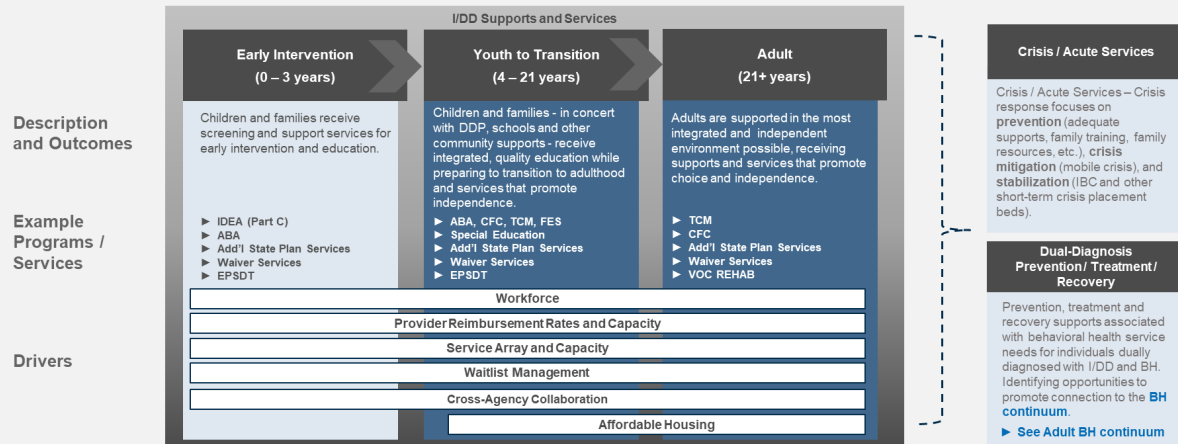 I/DD Supports and Services
Early Intervention
(0 – 3 years)
Youth to Transition
(4 – 21 years)
Adult
(21+ years)
Description
and Outcomes
Children and families receive
screening and support services for
early intervention and education.
Children and families - in concert
with DDP, schools and other
community supports - receive
integrated, quality education while
preparing to transition to adulthood
and services that promote
independence.
Adults are supported in the most
integrated and independent
environment possible, receiving
supports and services that promote
choice and independence.
Example
Programs /
Services
► IDEA (Part C)
► ABA
► Add'l State Plan Services
► Waiver Services
► EPSDT
► ABA, CFC, TCM, FES
► Special Education
► Add'l State Plan Services
► Waiver Services
► EPSDT
► TCM
► CFC
► Add'l State Plan Services
► Waiver Services
► VOC REHAB
Drivers
Workforce
Provider Reimbursement Rates and Capacity
Service Array and Capacity
Waitlist Management
Cross-Agency Collaboration
Affordable Housing
Crisis / Acute Services
Crisis / Acute Services – Crisis
response focuses on
prevention (adequate
supports, family training, family
resources, etc.), crisis
mitigation (mobile crisis), and
stabilization (IBC and other
short-term crisis placement
beds).
Dual-Diagnosis
Prevention / Treatment /
Recovery
Prevention, treatment and
recovery supports associated
with behavioral health service
needs for individuals dually
diagnosed with I/DD and BH.
Identifying opportunities to
promote connection to the BH
continuum.
► See Adult BH continuum